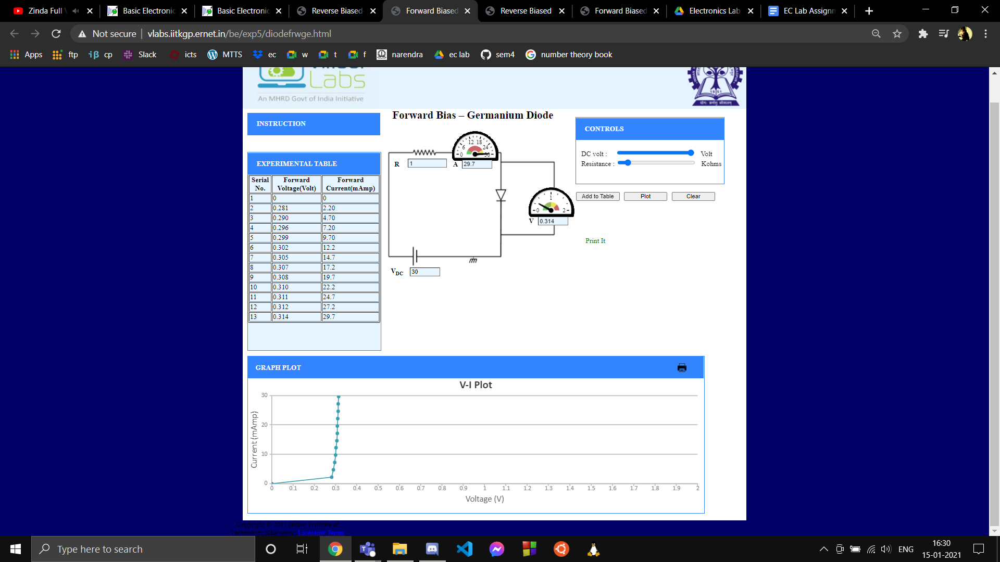 Zinda Full
Basic Electronic
Basic Electronic
Reverse Biased
Forward Biased
Reverse Biased
Forward Biased
Electronics Lab
EC Lab Assignm
Not secure
vlabs.iitkgp.ernet.in/be/exp5/diodefrwge.html
Apps
ftp
iβ cp
Slack
icts
MTTS
ec
w
t
f
narendra
ec lab
sem4
number theory book
Labs
An MHRD Govt of India Initiative
1951
योगः कर्मसु कौशलम्
INSTRUCTION
Forward Bias – Germanium Diode
CONTROLS
DC volt :
Volt
Resistance :
Kohms
Add to Table
Plot
Clear
Print It
EXPERIMENTAL TABLE
Serial No. Forward Voltage(Volt) Forward Current(mAmp)
1 0 0
2 0.281 2.20
3 0.290 4.70
4 0.296 7.20
5 0.299 9.70
6 0.302 12.2
7 0.305 14.7
8 0.307 17.2
9 0.308 19.7
10 0.310 22.2
11 0.311 24.7
12 0.312 27.2
13 0.314 29.7
0 6 12 18 24 30
R 1
A 29.7
0 1 2
V 0.314
VDC 30
GRAPH PLOT
V-I Plot
Current (mAmp)
30
20
10
0
0 0.1 0.2 0.3 0.4 0.5 0.6 0.7 0.8 0.9 1 1.1 1.2 1.3 1.4 1.5 1.6 1.7 1.8 1.9 2
Voltage (V)
Licensing Terms
Type here to search
ENG
16:30
15-01-2021